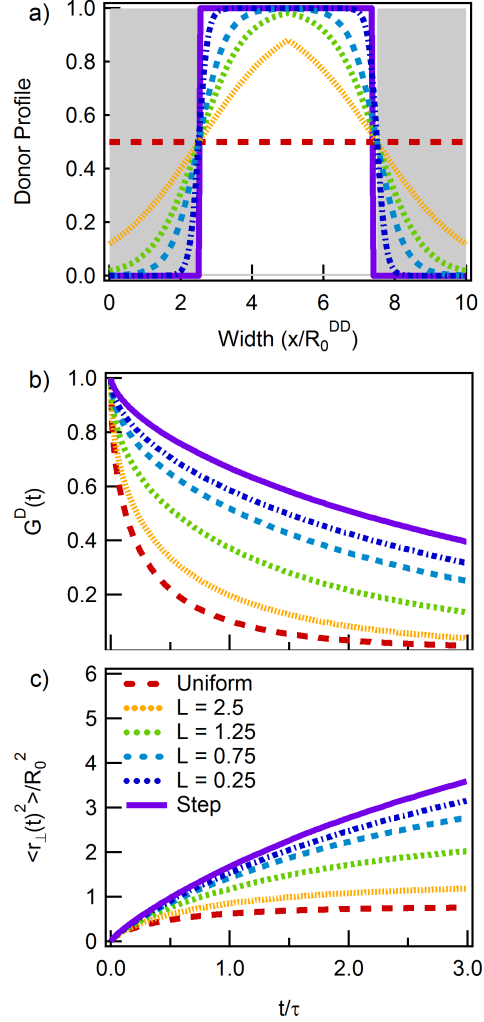 a)
Donor Profile
1.0
0.8
0.6
0.4
0.2
0.0
0
2
4
6
8
10
Width (x/R₀ᴰᴰ)
b)
Gᴰ(t)
1.0
0.8
0.6
0.4
0.2
c)
<r⊥(t)²>/R₀²
6
5
4
3
2
1
0
Uniform
L = 2.5
L = 1.25
L = 0.75
L = 0.25
Step
0.0
1.0
2.0
3.0
t/τ